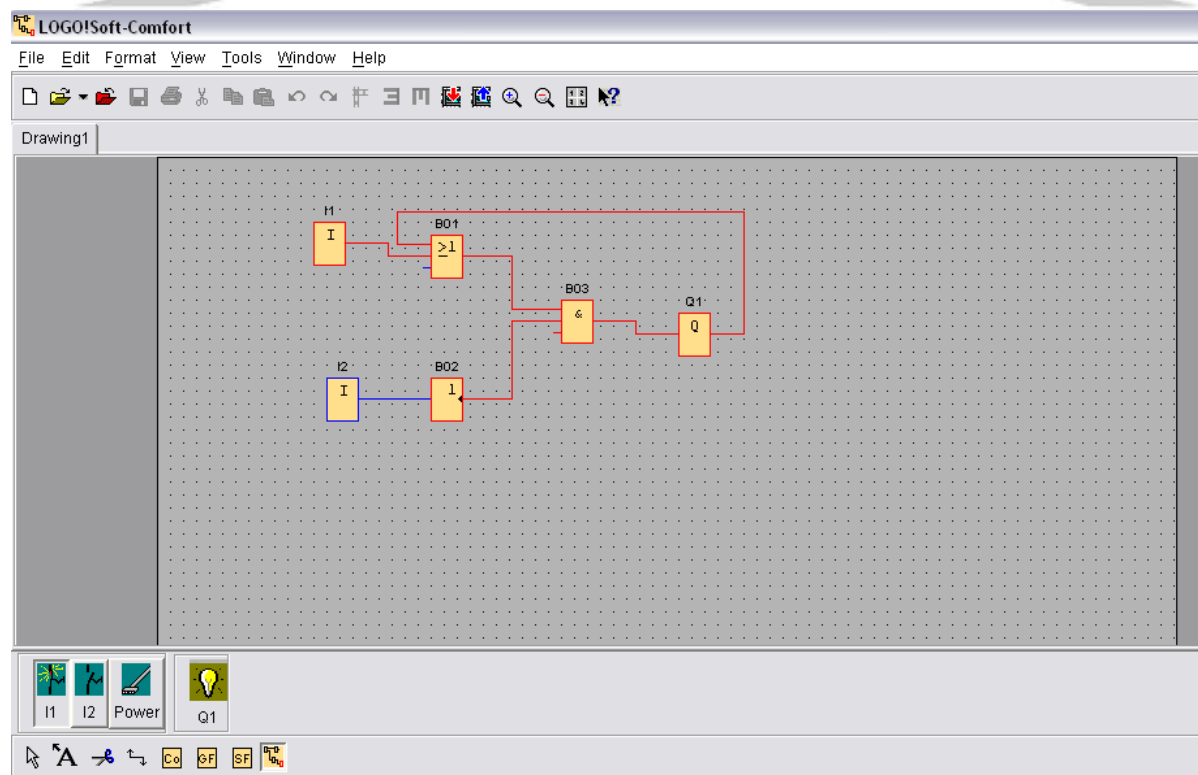 LOGO!Soft-Comfort
File Edit Format View Tools Window Help
Drawing1
I1
I
B01
≥1
B03
&
Q1
Q
I2
I
B02
1
I1 I2 Power Q1
A Co GF SF